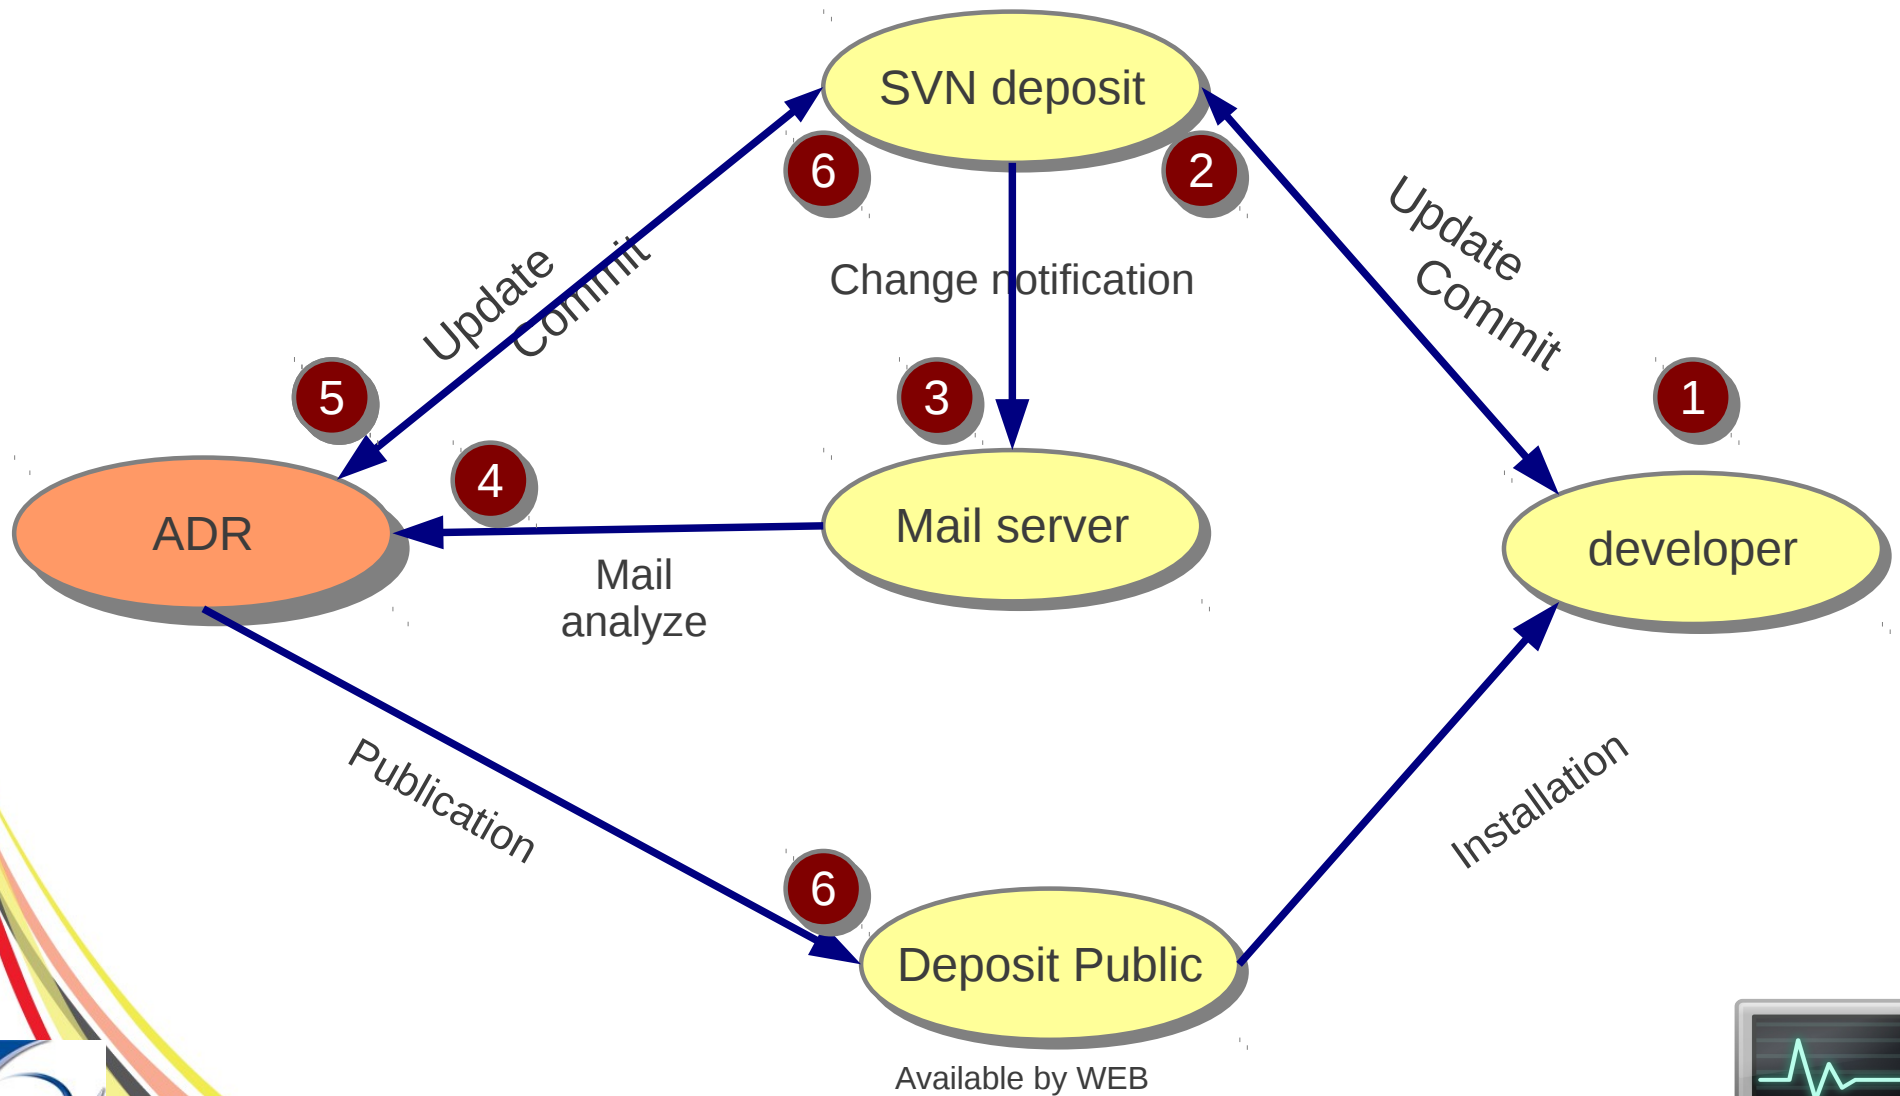 SVN deposit
6
2
Update
Commit
Change notification
Update
Commit
5
3
1
4
ADR
Mail server
developer
Mail
analyze
Publication
Installation
6
Deposit Public
Available by WEB